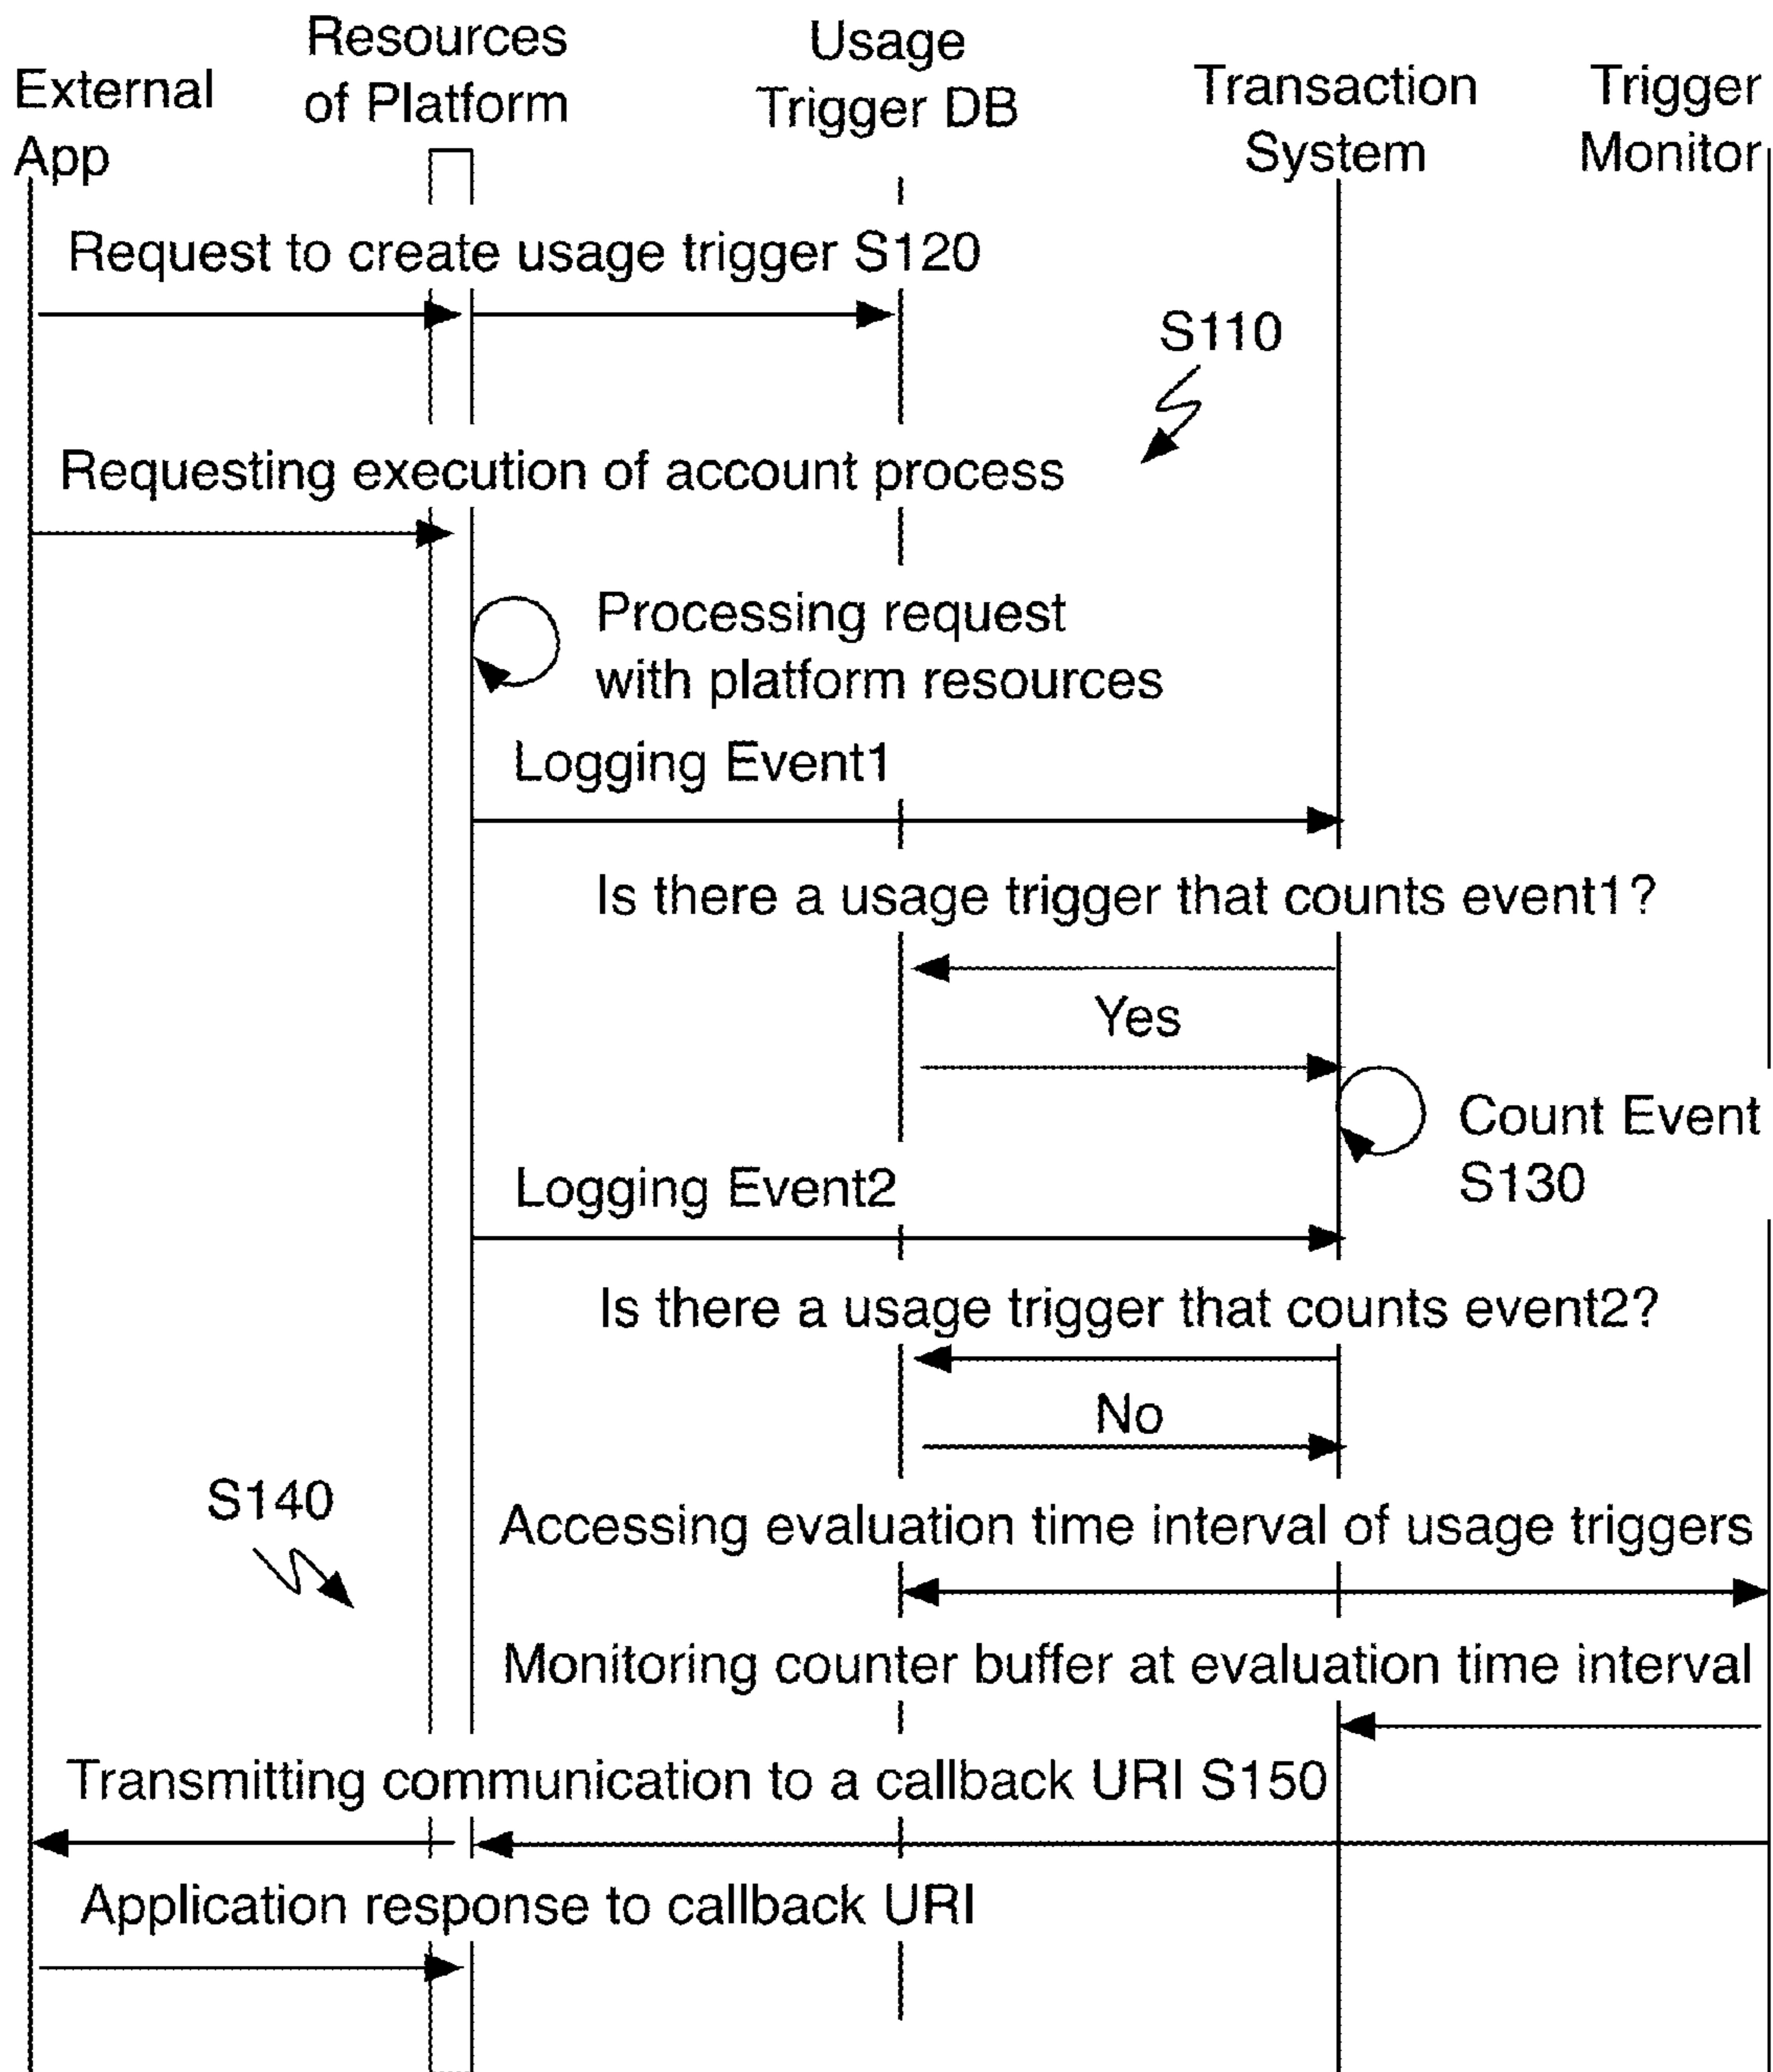 External
App
Resources
of Platform
Usage
Trigger DB
Transaction
System
Trigger
Monitor
Request to create usage trigger S120
S110
Requesting execution of account process
Processing request
with platform resources
Logging Event1
Is there a usage trigger that counts event1?
Yes
Count Event
S130
Logging Event2
Is there a usage trigger that counts event2?
No
S140
Accessing evaluation time interval of usage triggers
Monitoring counter buffer at evaluation time interval
Transmitting communication to a callback URI S150
Application response to callback URI